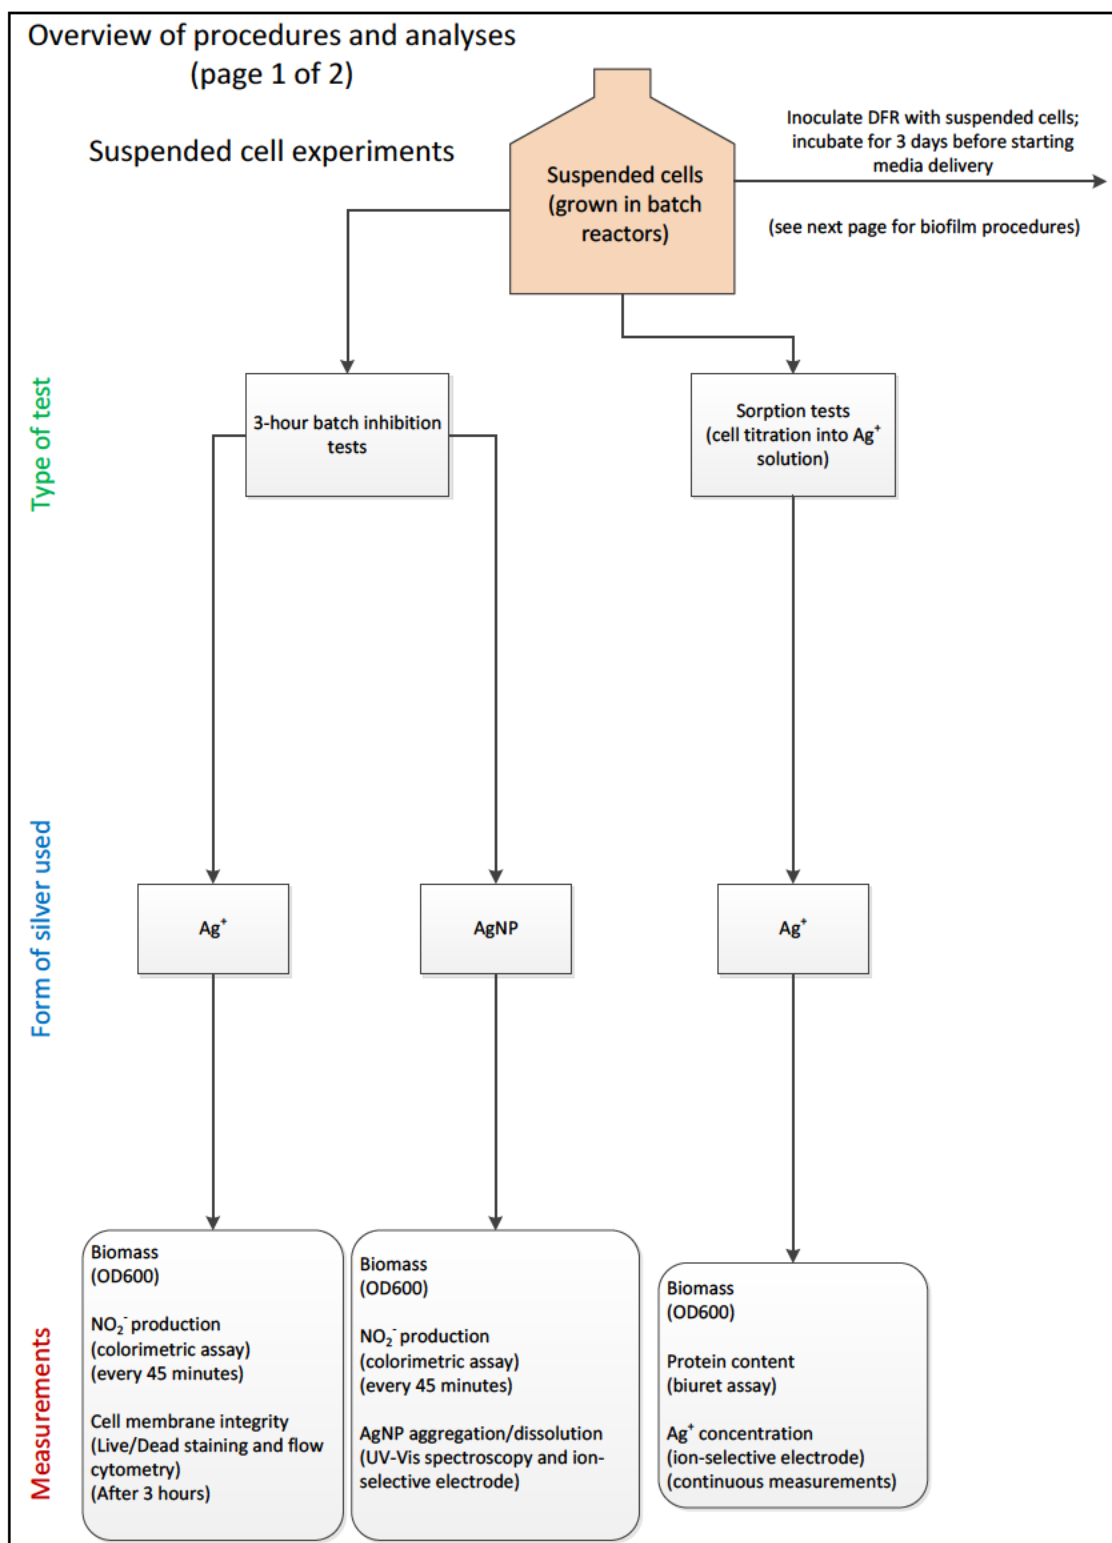 Overview of procedures and analyses
(page 1 of 2)
Suspended cell experiments
Suspended cells
(grown in batch
reactors)
Inoculate DFR with suspended cells;
incubate for 3 days before starting
media delivery
(see next page for biofilm procedures)
Type of test
3-hour batch inhibition
tests
Sorption tests
(cell titration into Ag⁺
solution)
Form of silver used
Ag⁺
AgNP
Ag⁺
Measurements
Biomass
(OD600)
NO₂⁻ production
(colorimetric assay)
(every 45 minutes)
Cell membrane integrity
(Live/Dead staining and flow
cytometry)
(After 3 hours)
Biomass
(OD600)
NO₂⁻ production
(colorimetric assay)
(every 45 minutes)
AgNP aggregation/dissolution
(UV-Vis spectroscopy and ion-
selective electrode)
Biomass
(OD600)
Protein content
(biuret assay)
Ag⁺ concentration
(ion-selective electrode)
(continuous measurements)